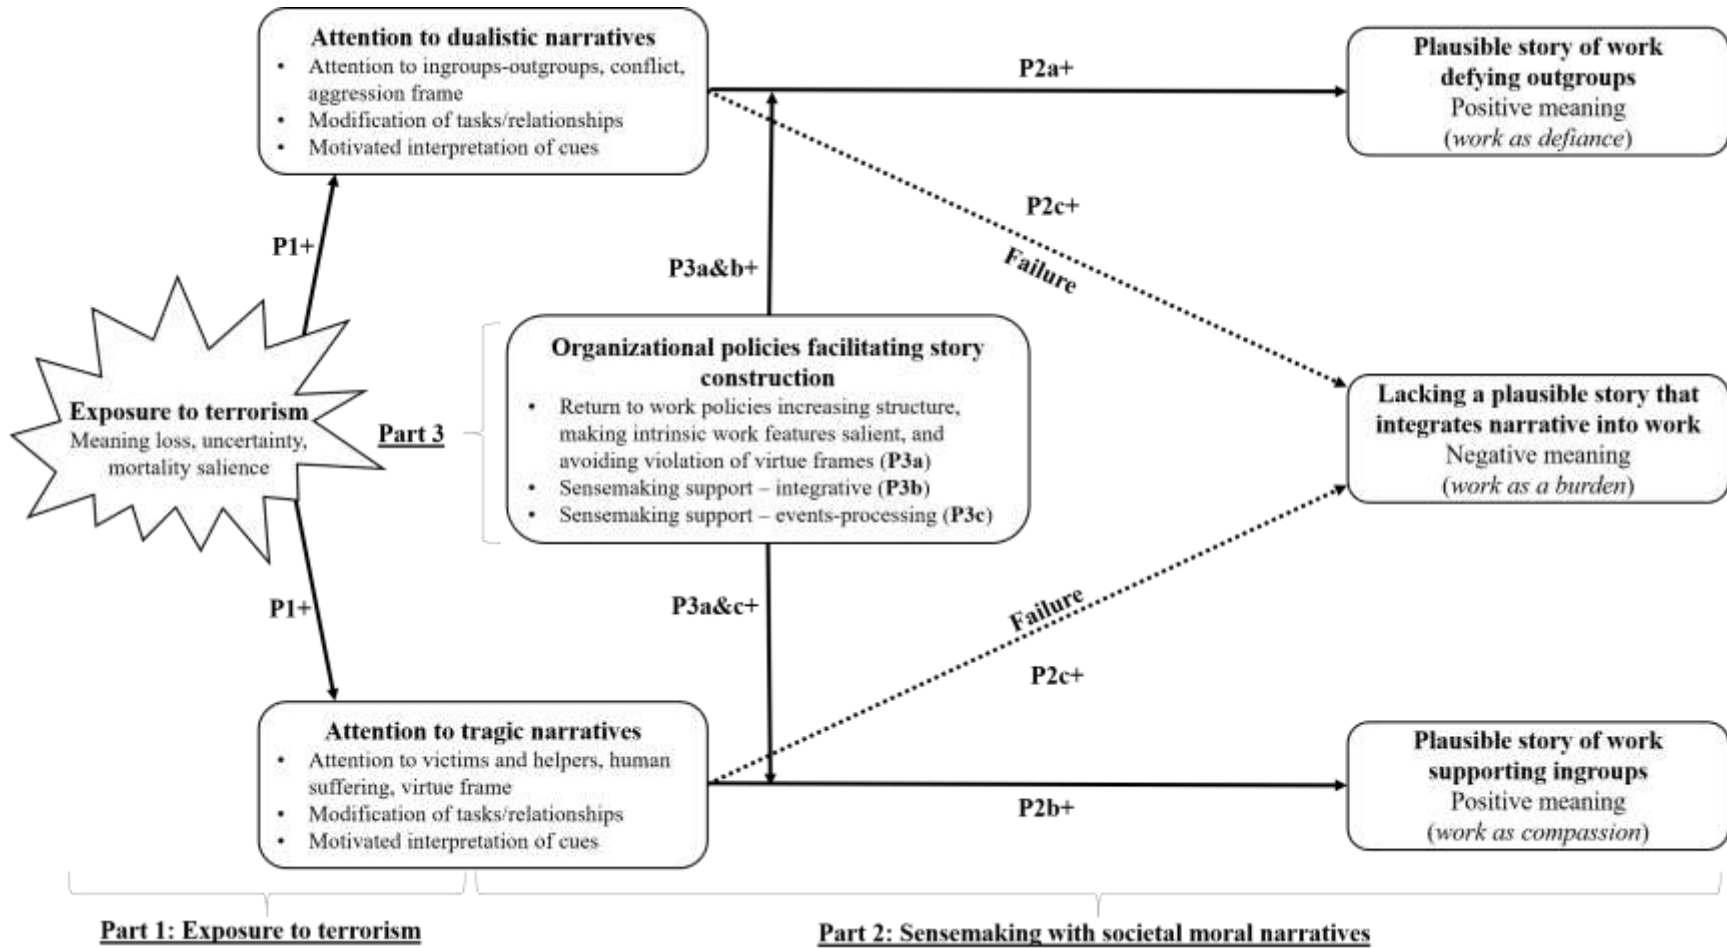 Attention to dualistic narratives
• Attention to ingroups-outgroups, conflict,
aggression frame
• Modification of tasks/relationships
• Motivated interpretation of cues
P2a+
Plausible story of work
defying outgroups
Positive meaning
(work as defiance)
P1+
P2c+
Failure
P3a&b+
Exposure to terrorism
Meaning loss, uncertainty,
mortality salience
Part 3
Organizational policies facilitating story
construction
• Return to work policies increasing structure,
making intrinsic work features salient, and
avoiding violation of virtue frames (P3a)
• Sensemaking support – integrative (P3b)
• Sensemaking support – events-processing (P3c)
Lacking a plausible story that
integrates narrative into work
Negative meaning
(work as a burden)
P1+
P3a&c+
Failure
P2c+
Attention to tragic narratives
• Attention to victims and helpers, human
suffering, virtue frame
• Modification of tasks/relationships
• Motivated interpretation of cues
P2b+
Plausible story of work
supporting ingroups
Positive meaning
(work as compassion)
Part 1: Exposure to terrorism
Part 2: Sensemaking with societal moral narratives